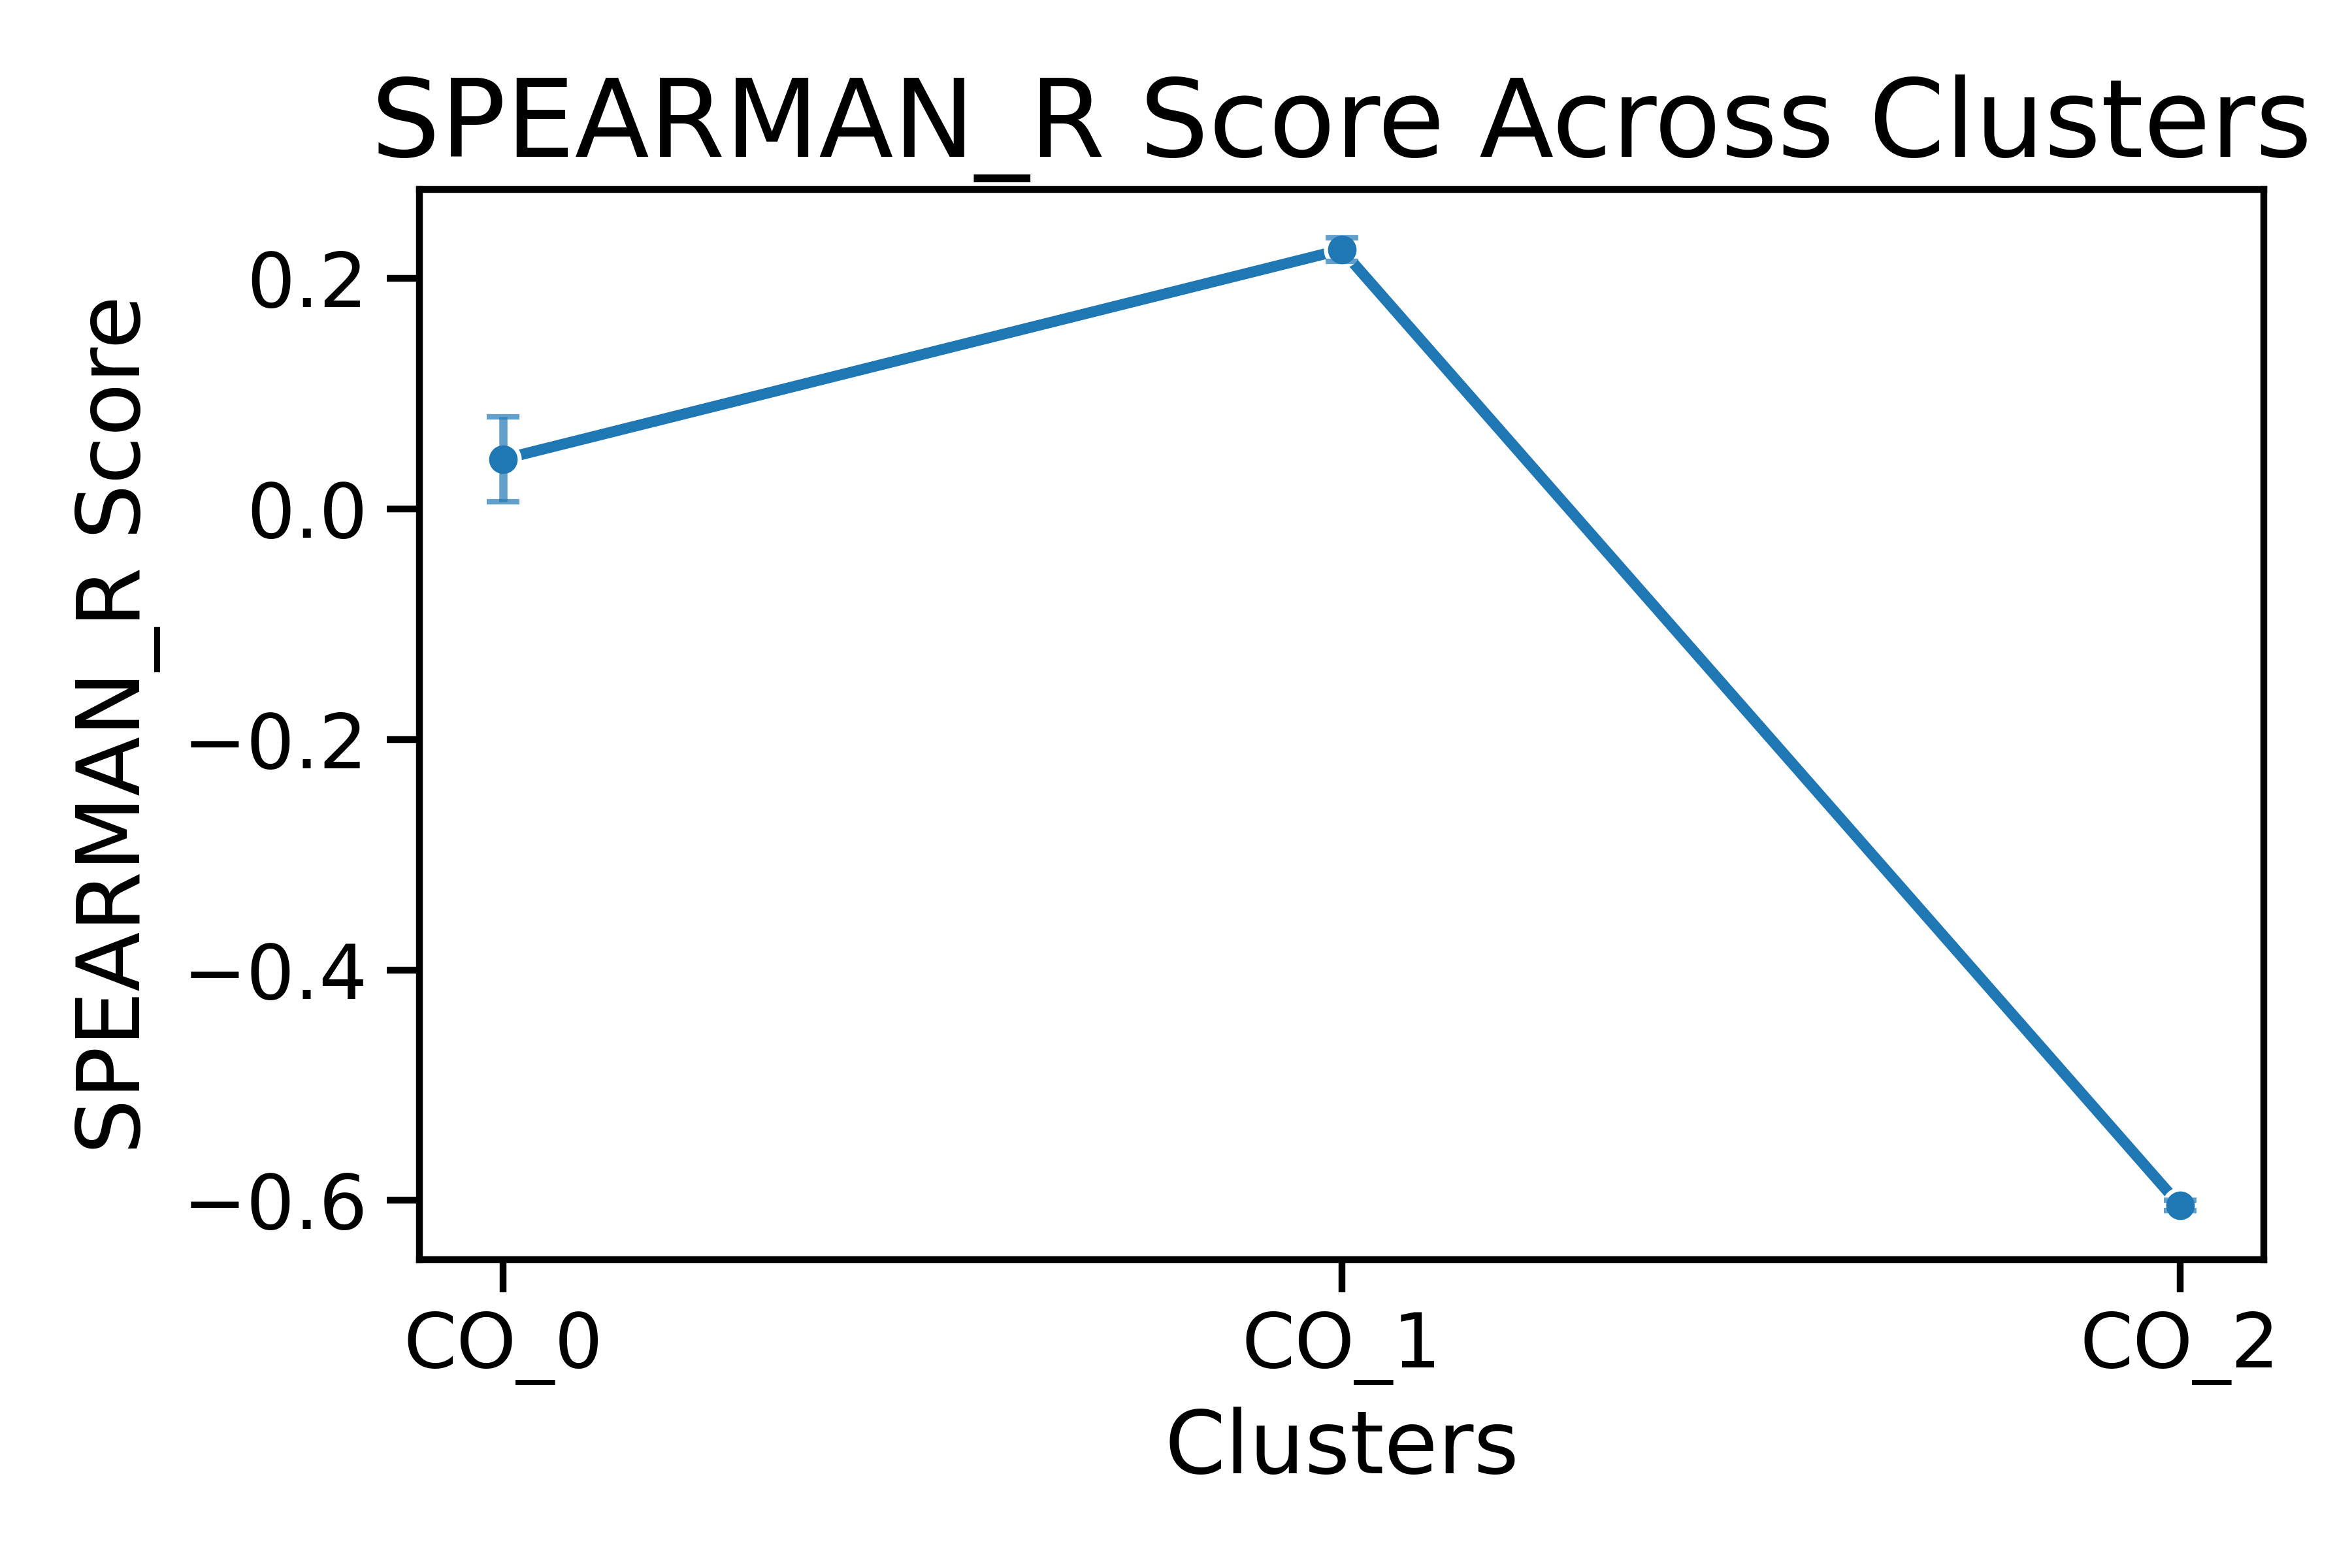 SPEARMAN_R Score Across Clusters
SPEARMAN_R Score
0.2
0.0
−0.2
−0.4
−0.6
CO_0
CO_1
CO_2
Clusters